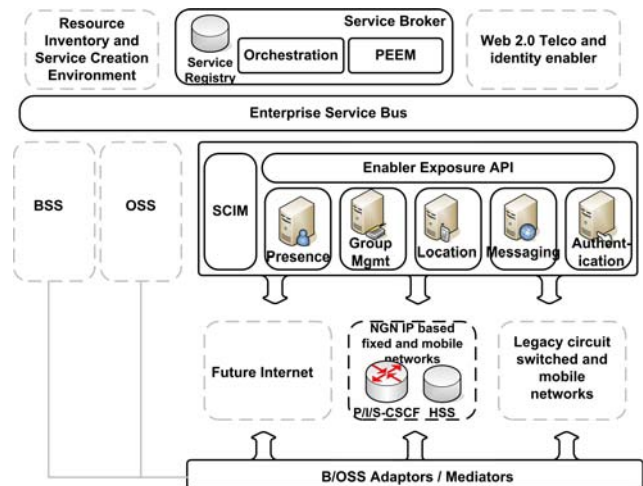 Resource
Inventory and
Service Creation
Environment
Service Broker
Service
Registry
Orchestration
PEEM
Web 2.0 Telco and
identity enabler
Enterprise Service Bus
BSS
OSS
SCIM
Enabler Exposure API
Presence
Group
Mgmt
Location
Messaging
Authent-
ication
Future Internet
NGN IP based
fixed and mobile
networks
P/I/S-CSCF
HSS
Legacy circuit
switched and
mobile
networks
B/OSS Adaptors / Mediators